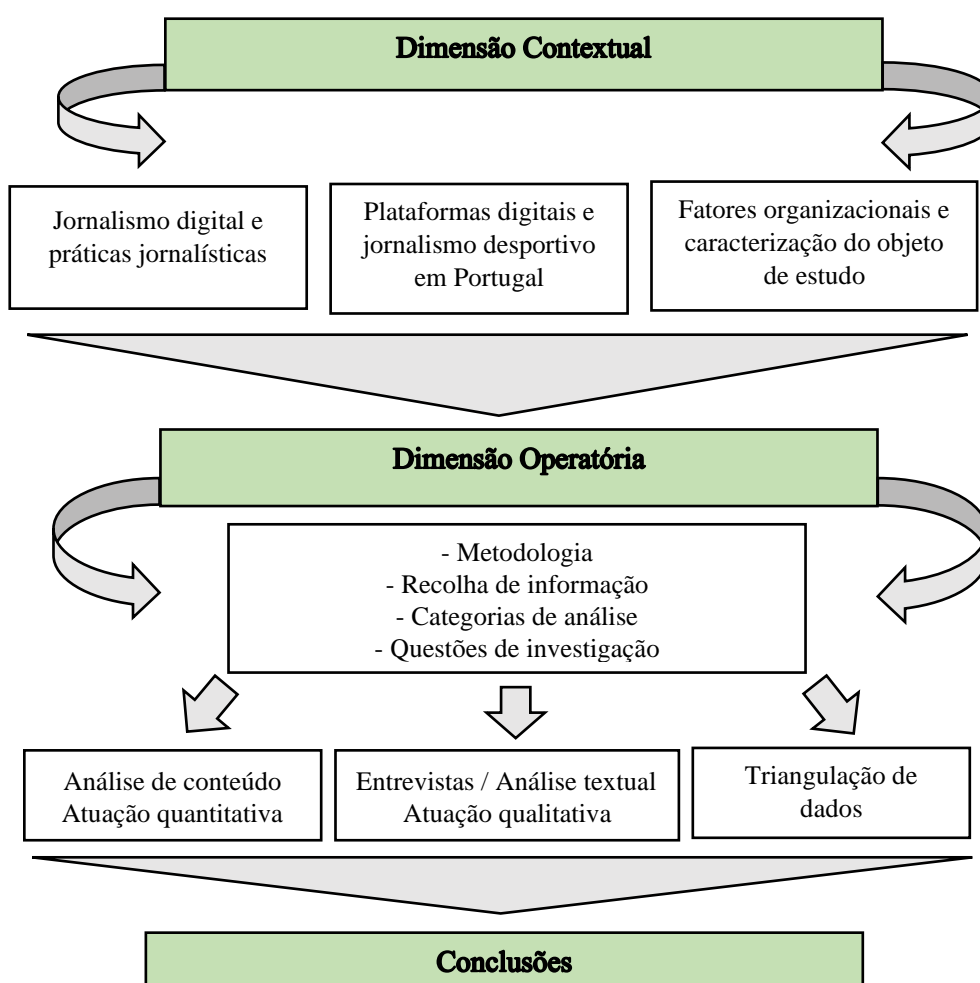 Dimensão Contextual
Jornalismo digital e
práticas jornalísticas
Plataformas digitais e
jornalismo desportivo
em Portugal
Fatores organizacionais e
caracterização do objeto
de estudo
Dimensão Operatória
- Metodologia
- Recolha de informação
- Categorias de análise
- Questões de investigação
Análise de conteúdo
Atuação quantitativa
Entrevistas / Análise textual
Atuação qualitativa
Triangulação de
dados
Conclusões